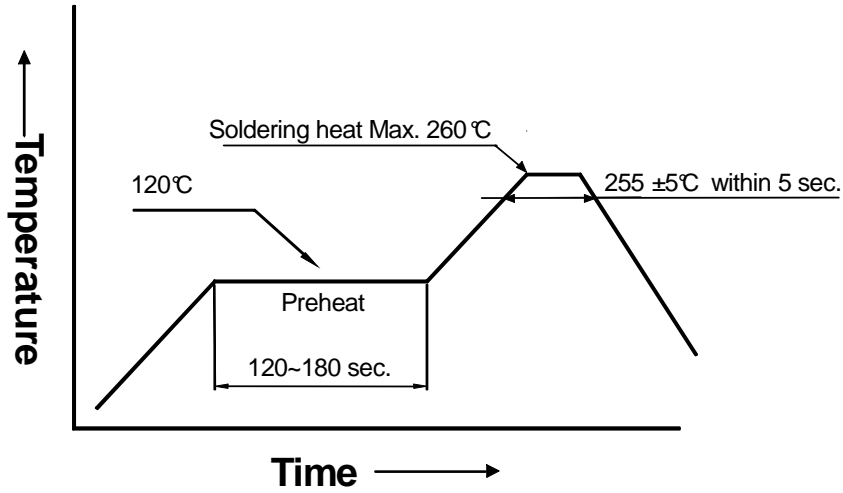 Soldering heat Max. 260℃
120℃
255 ±5℃ within 5 sec.
Preheat
120~180 sec.
Temperature
Time